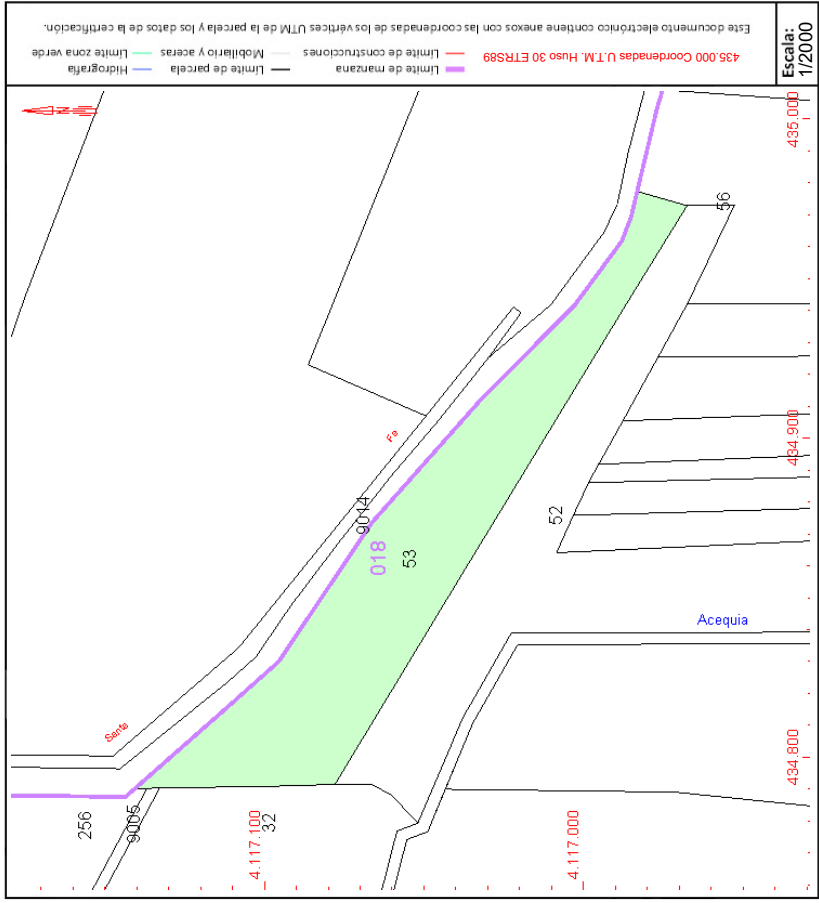 Este documento electrónico contiene anexos con las coordenadas de los vértices UTM de la parcela y los datos de la certificación.
435.000 Coordenadas U.T.M. Huso 30 ETRS89
Límite de manzana
Límite de construcciones
Límite de parcela
Mobiliario y aceras
Hidrografía
Límite zona verde
Escala:
1/2000
435.000
56
Fe
434.900
9014
018
53
52
Acequia
Santa
434.800
256
9005
4.117.100
32
4.117.000